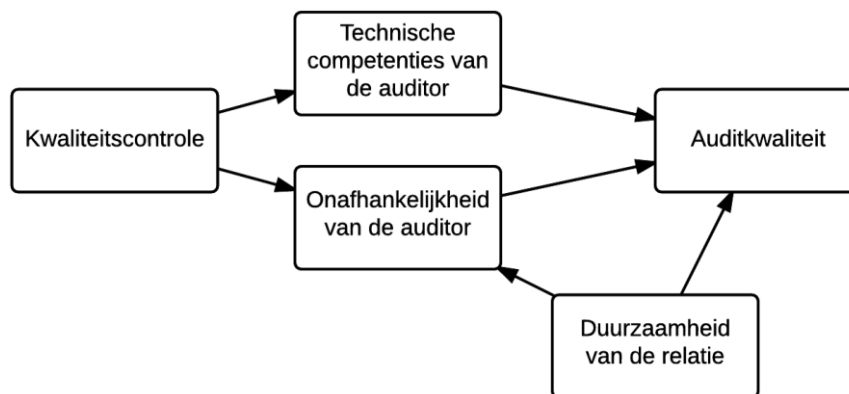 Technische
competenties van
de auditor
Kwaliteitscontrole
Auditkwaliteit
Onafhankelijkheid
van de auditor
Duurzaamheid
van de relatie